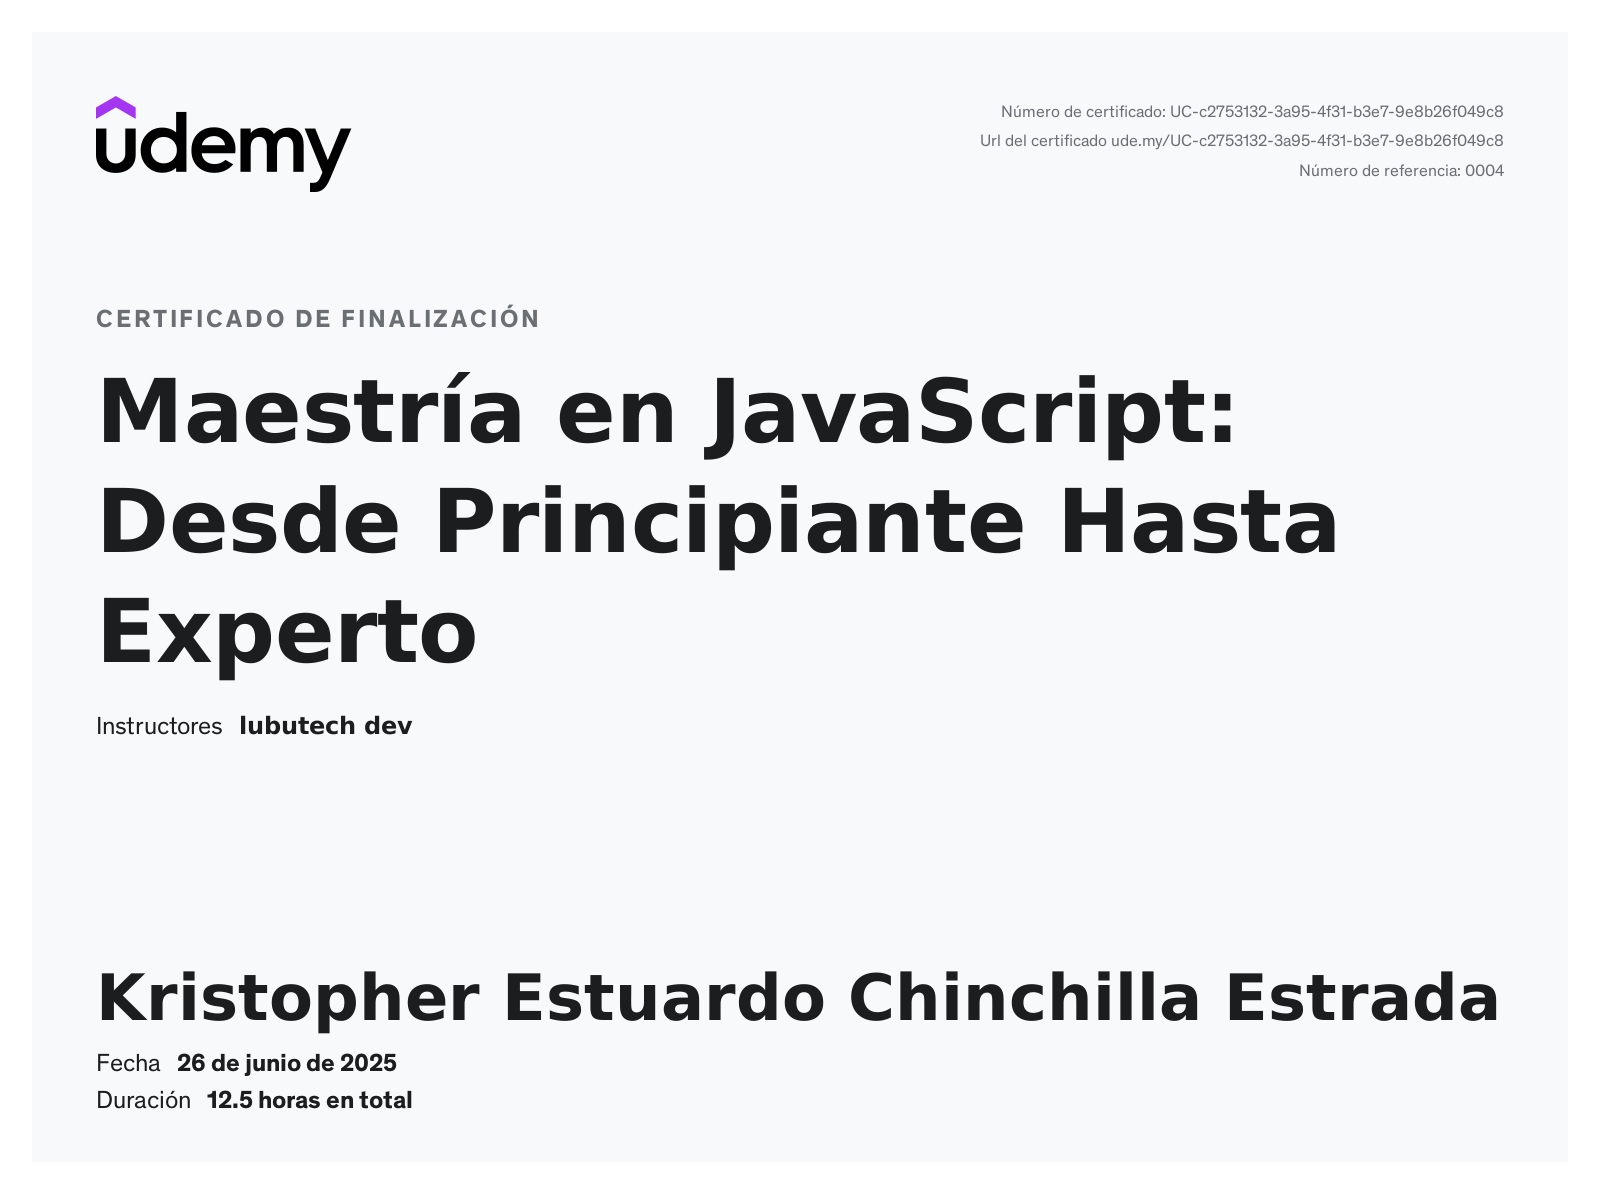 udemy
Número de certificado: UC-c2753132-3a95-4f31-b3e7-9e8b26f049c8
Url del certificado ude.my/UC-c2753132-3a95-4f31-b3e7-9e8b26f049c8
Número de referencia: 0004
CERTIFICADO DE FINALIZACIÓN
Maestría en JavaScript:
Desde Principiante Hasta
Experto
Instructores lubutech dev
Kristopher Estuardo Chinchilla Estrada
Fecha 26 de junio de 2025
Duración 12.5 horas en total